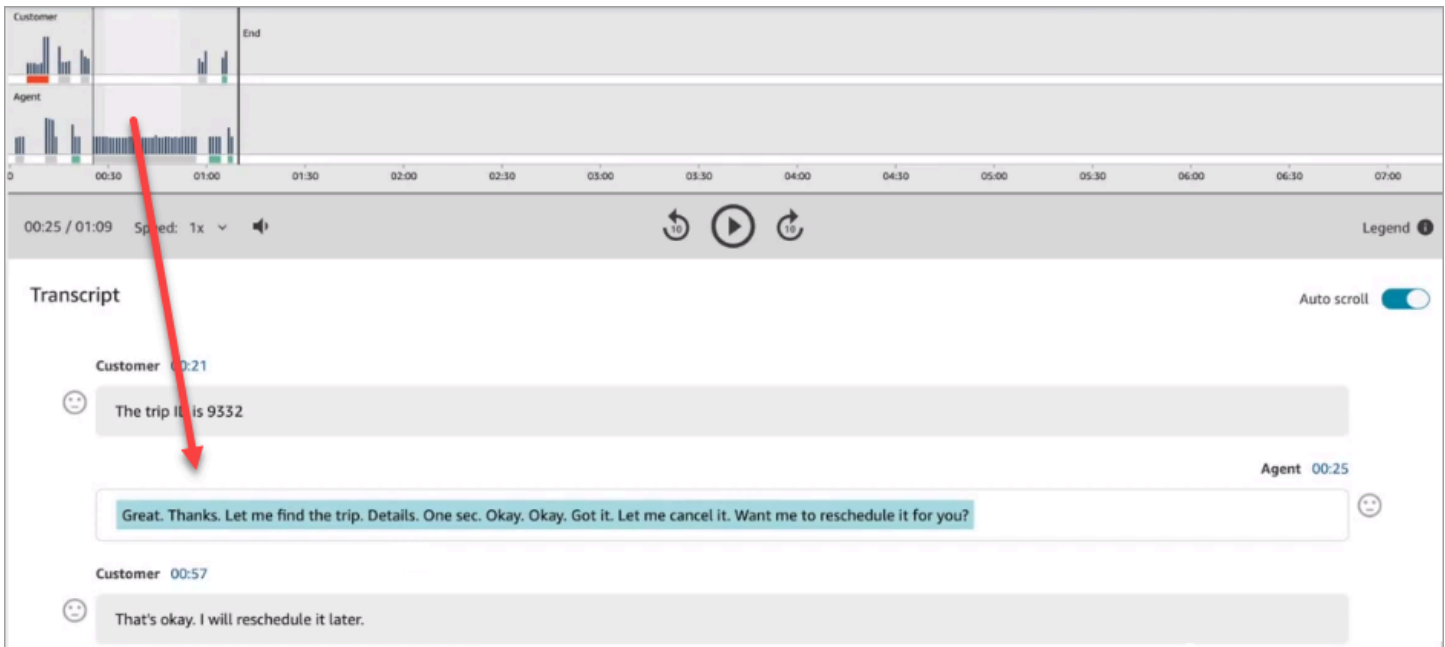 Customer
End
Agent
0 00:30 01:00 01:30 02:00 02:30 03:00 03:30 04:00 04:30 05:00 05:30 06:00 06:30 07:00
00:25 / 01:09 Speed: 1x 10 10 Legend
Transcript
Auto scroll
Customer 00:21
The trip ID is 9332
Agent 00:25
Great. Thanks. Let me find the trip. Details. One sec. Okay. Okay. Got it. Let me cancel it. Want me to reschedule it for you?
Customer 00:57
That's okay. I will reschedule it later.